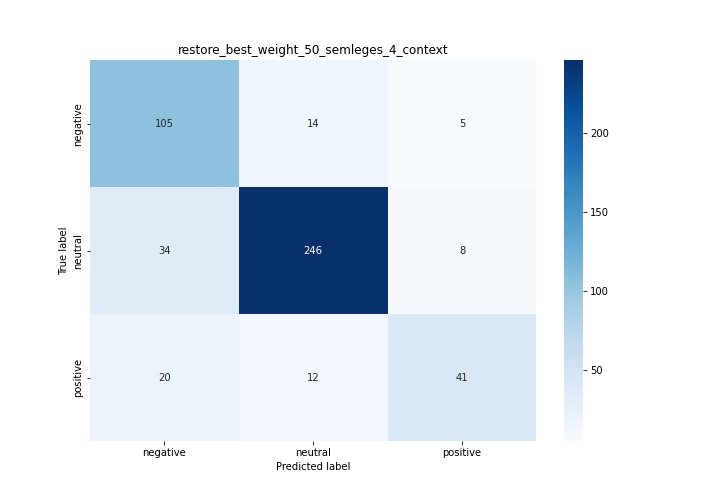 restore_best_weight_50_semleges_4_context
negative
105
14
5
200
150
True label
neutral
34
246
8
100
50
positive
20
12
41
negative
neutral
positive
Predicted label